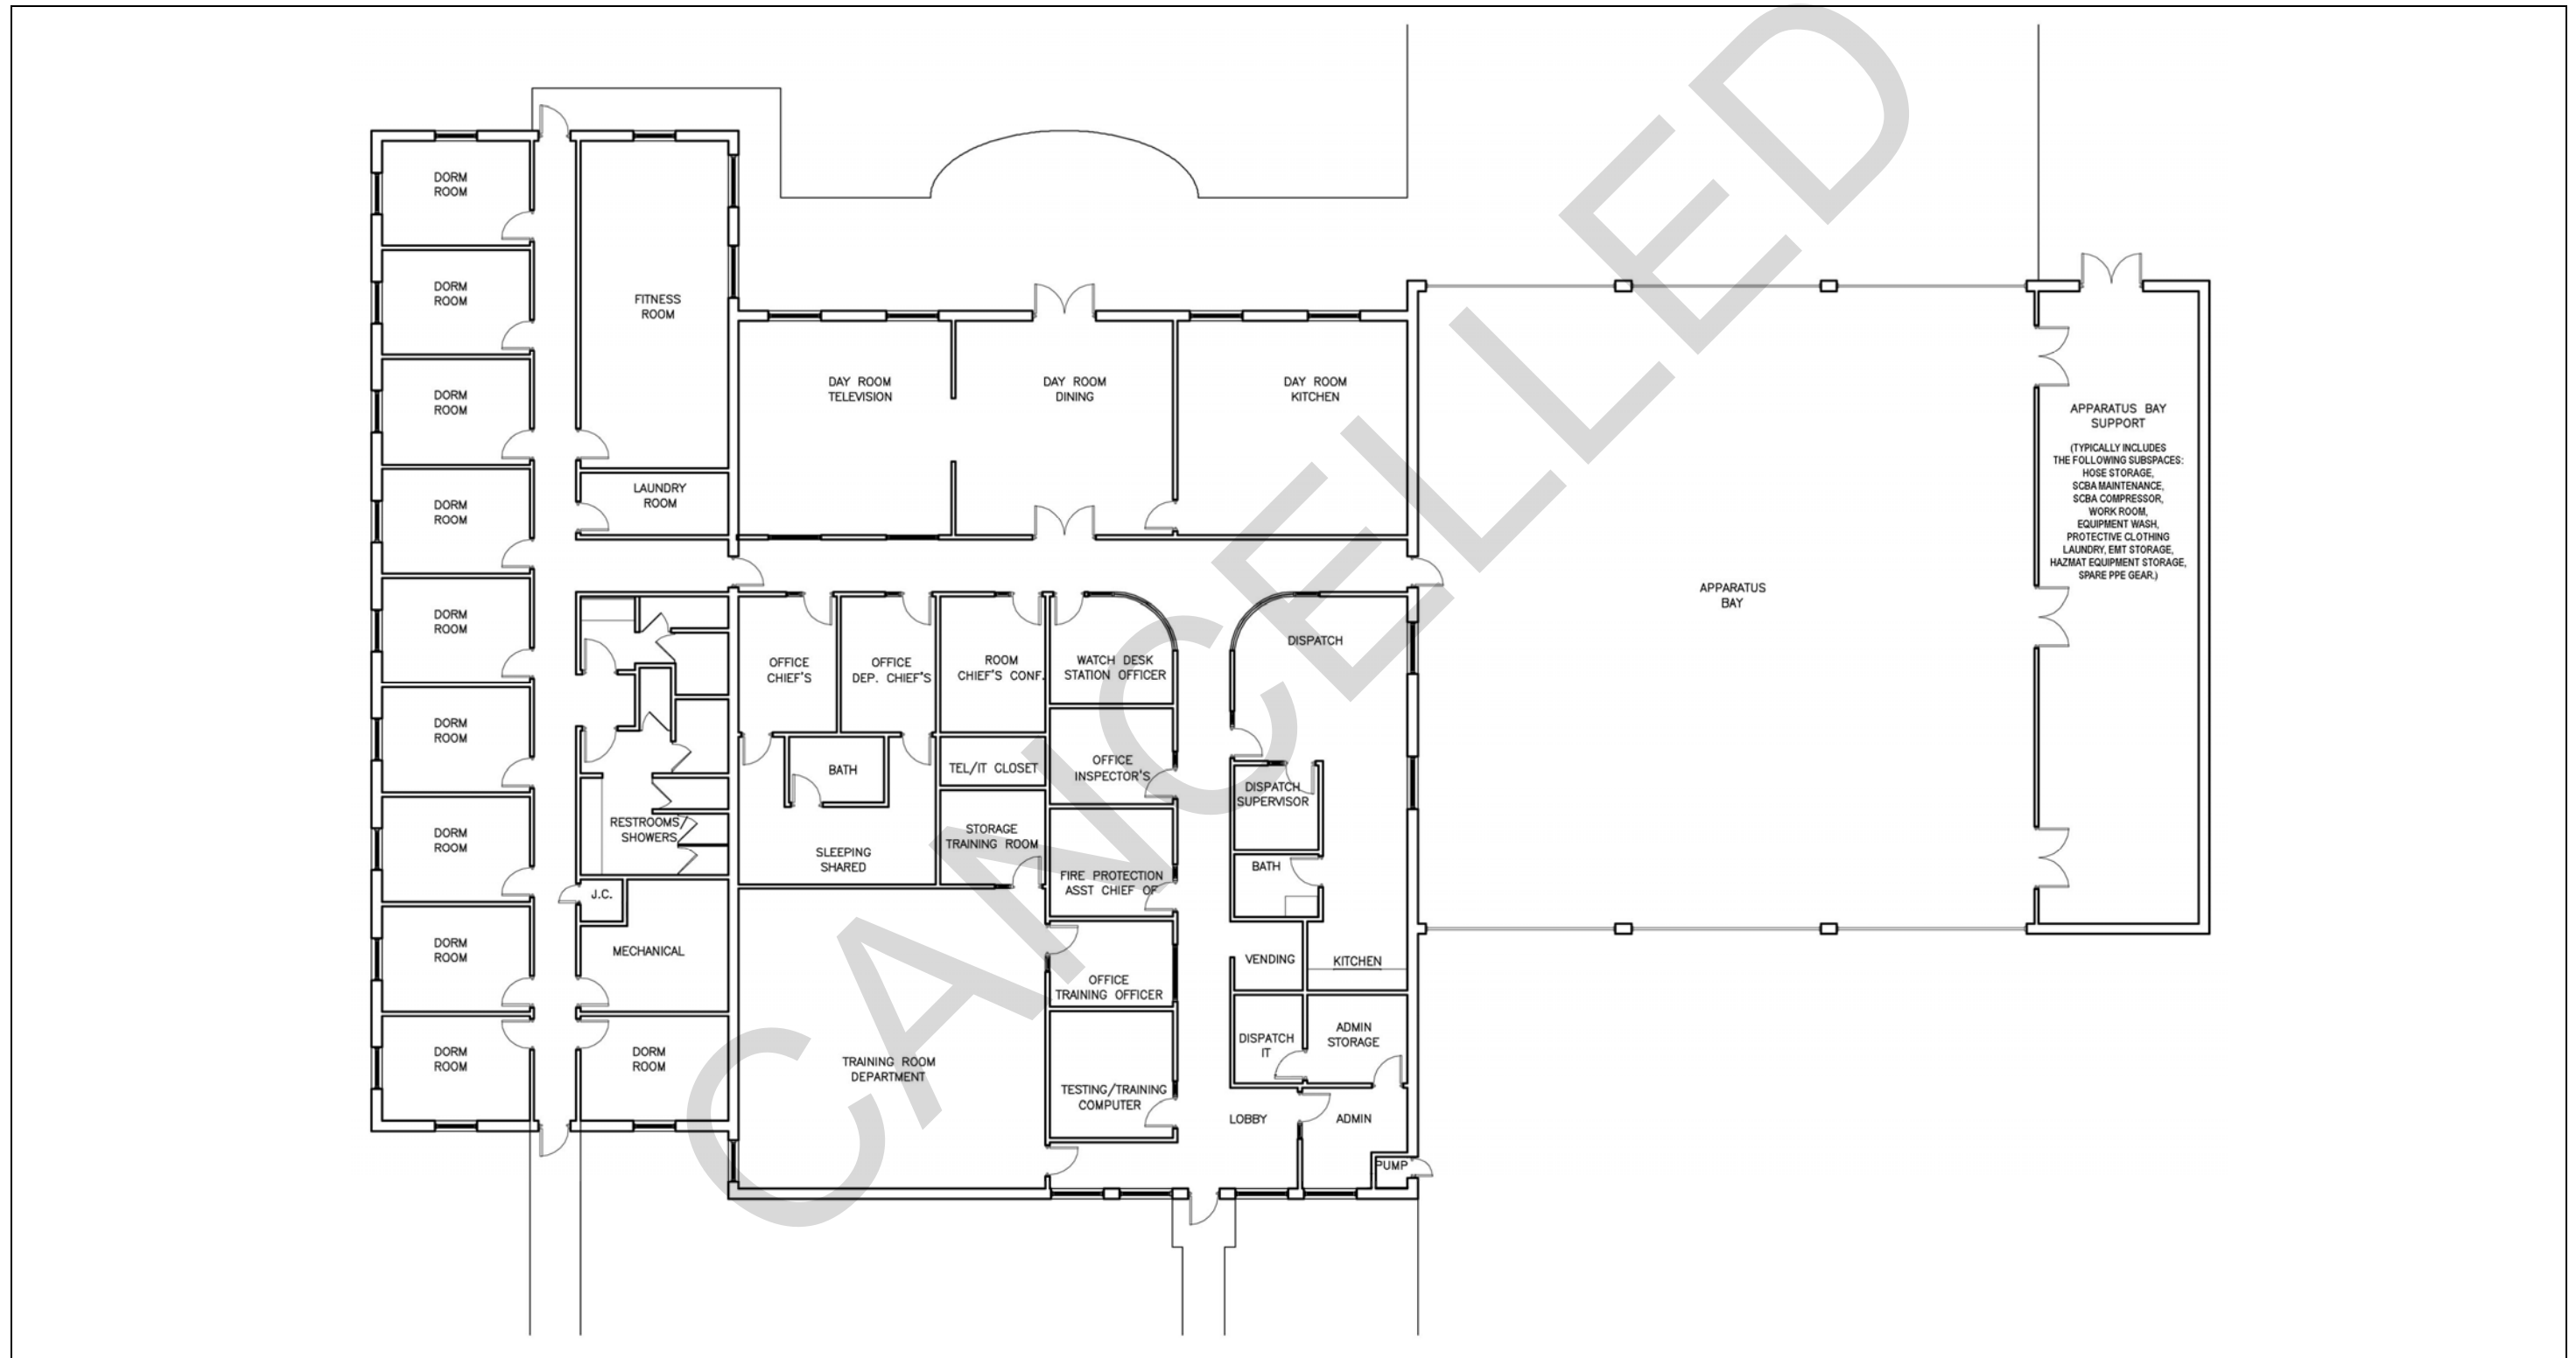 DORM
ROOM
DORM
ROOM
DORM
ROOM
DORM
ROOM
DORM
ROOM
DORM
ROOM
DORM
ROOM
DORM
ROOM
DORM
ROOM
FITNESS
ROOM
LAUNDRY
ROOM
RESTROOMS/
SHOWERS
J.C.
MECHANICAL
DORM
ROOM
DAY ROOM
TELEVISION
DAY ROOM
DINING
DAY ROOM
KITCHEN
OFFICE
CHIEF'S
OFFICE
DEP. CHIEF'S
ROOM
CHIEF'S CONF.
WATCH DESK
STATION OFFICER
DISPATCH
BATH
TEL/IT CLOSET
OFFICE
INSPECTOR'S
DISPATCH
SUPERVISOR
SLEEPING
SHARED
STORAGE
TRAINING ROOM
FIRE PROTECTION
ASST CHIEF OF
BATH
OFFICE
TRAINING OFFICER
VENDING
KITCHEN
TRAINING ROOM
DEPARTMENT
TESTING/TRAINING
COMPUTER
DISPATCH
IT
ADMIN
STORAGE
LOBBY
ADMIN
PUMP
APPARATUS
BAY
APPARATUS BAY
SUPPORT
(TYPICALLY INCLUDES
THE FOLLOWING SUBSPACES:
HOSE STORAGE,
SCBA MAINTENANCE,
SCBA COMPRESSOR,
WORK ROOM,
EQUIPMENT WASH,
PROTECTIVE CLOTHING
LAUNDRY, EMT STORAGE,
HAZMAT EQUIPMENT STORAGE,
SPARE PPE GEAR.)
CANCELLED